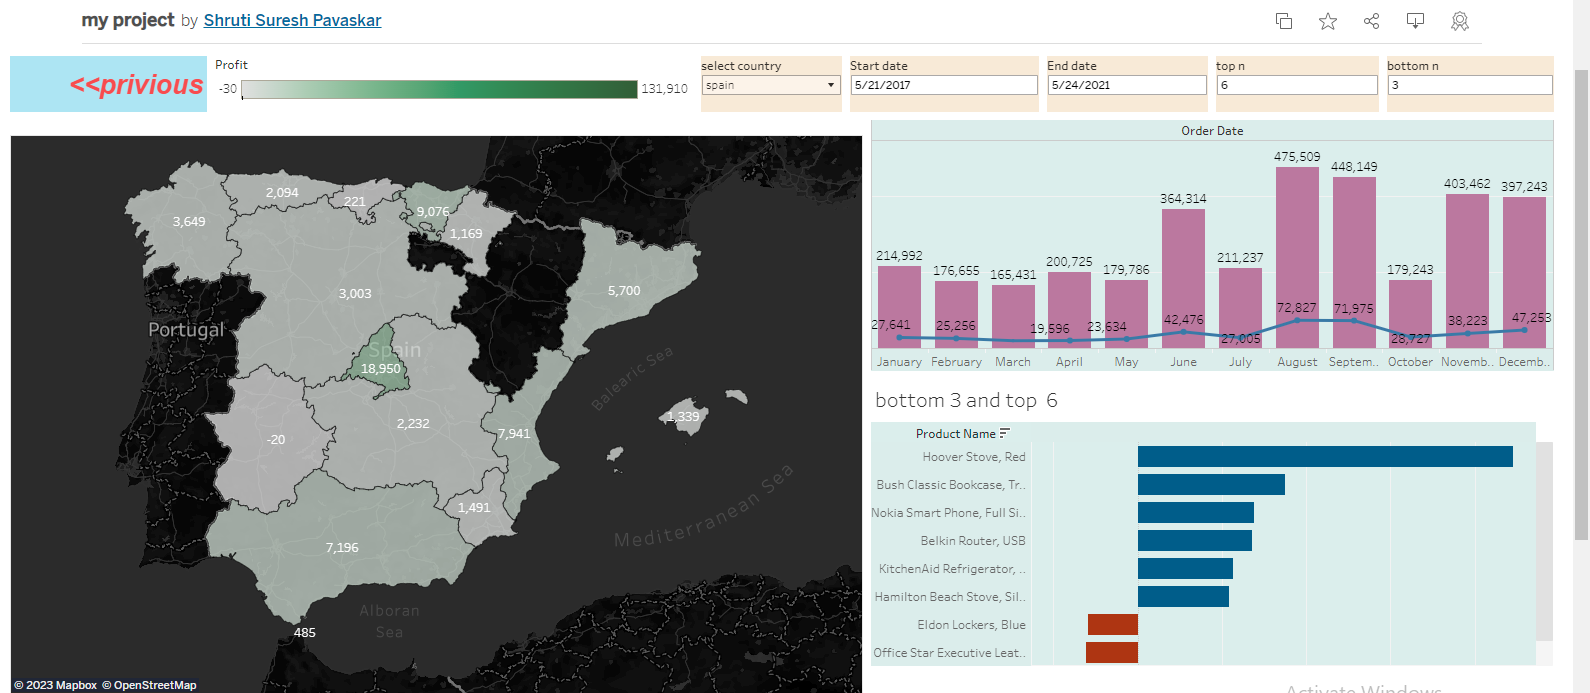 my project by Shruti Suresh Pavaskar
<<privious
Profit
-30
131,910
select country
spain
Start date
5/21/2017
End date
5/24/2021
top n
6
bottom n
3
2,094
221
3,649
9,076
1,169
3,003
5,700
Portugal
Spain
18,950
Balearic Sea
2,232
-20
7,941
1,339
1,491
Mediterranean Sea
7,196
Alboran
Sea
485
© 2023 Mapbox © OpenStreetMap
Order Date
475,509
448,149
403,462
397,243
364,314
214,992
176,655
165,431
200,725
179,786
211,237
179,243
27,641
25,256
19,596
23,634
42,476
27,005
72,827
71,975
28,727
38,223
47,253
January February March April May June July August Septem.. October Novemb.. Decemb..
bottom 3 and top 6
Product Name
Hoover Stove, Red
Bush Classic Bookcase, Tr..
Nokia Smart Phone, Full Si..
Belkin Router, USB
KitchenAid Refrigerator, ..
Hamilton Beach Stove, Sil..
Eldon Lockers, Blue
Office Star Executive Leat..
Activate Windows